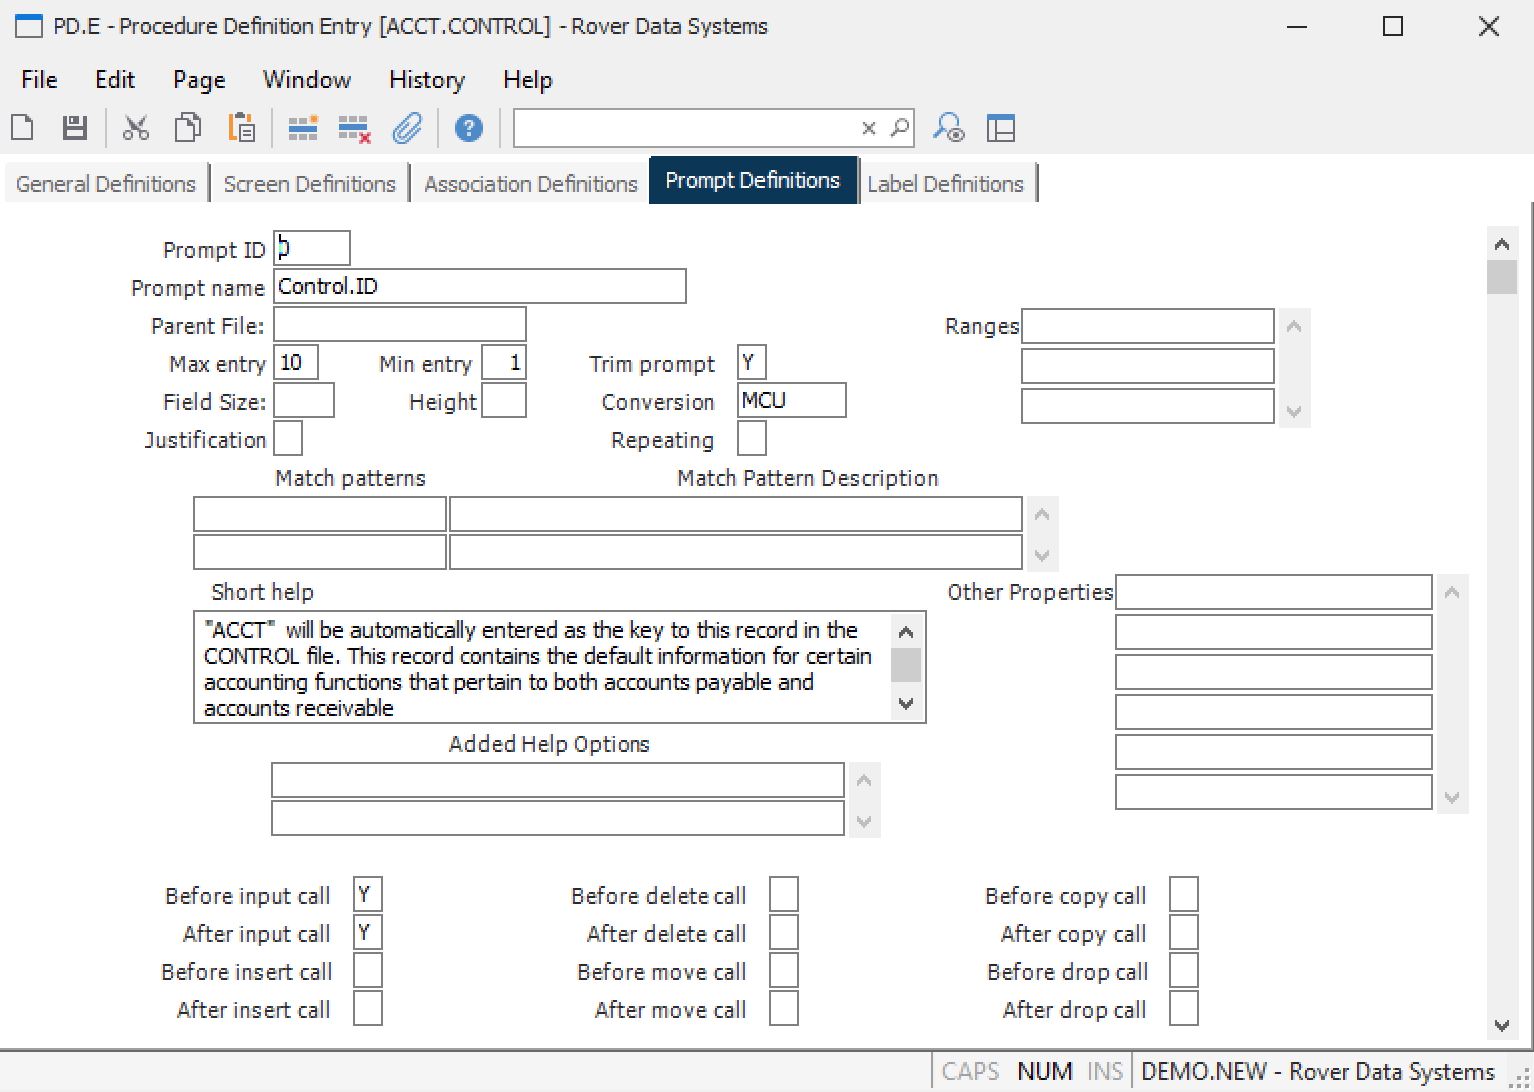 PD.E - Procedure Definition Entry [ACCT.CONTROL] - Rover Data Systems
File Edit Page Window History Help
General Definitions Screen Definitions Association Definitions Prompt Definitions Label Definitions
Prompt ID 0
Prompt name Control.ID
Parent File: Ranges
Max entry 10 Min entry 1 Trim prompt Y
Field Size: Height Conversion MCU
Justification Repeating
Match patterns Match Pattern Description
Short help Other Properties
"ACCT" will be automatically entered as the key to this record in the
CONTROL file. This record contains the default information for certain
accounting functions that pertain to both accounts payable and
accounts receivable
Added Help Options
Before input call Y Before delete call Before copy call
After input call Y After delete call After copy call
Before insert call Before move call Before drop call
After insert call After move call After drop call
CAPS NUM INS DEMO.NEW - Rover Data Systems